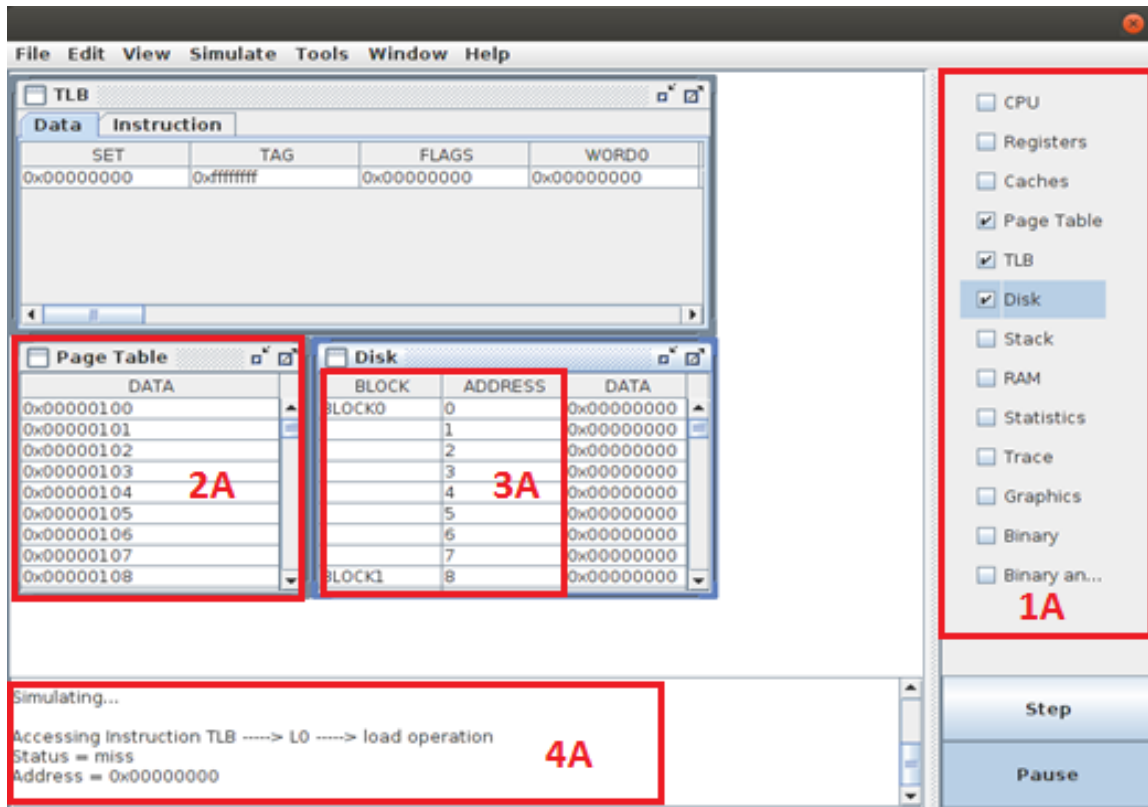 File Edit View Simulate Tools Window Help
TLB
Data Instruction
SET TAG FLAGS WORD0
0x00000000 0xffffffff 0x00000000 0x00000000
Page Table
DATA
0x00000100
0x00000101
0x00000102
0x00000103
0x00000104
0x00000105
0x00000106
0x00000107
0x00000108
2A
Disk
BLOCK ADDRESS DATA
BLOCK0 0 0x00000000
1 0x00000000
2 0x00000000
3 0x00000000
4 0x00000000
5 0x00000000
6 0x00000000
7 0x00000000
BLOCK1 8 0x00000000
3A
CPU
Registers
Caches
Page Table
TLB
Disk
Stack
RAM
Statistics
Trace
Graphics
Binary
Binary an...
1A
Simulating...
Accessing Instruction TLB -----> L0 -----> load operation
Status = miss
Address = 0x00000000
4A
Step
Pause